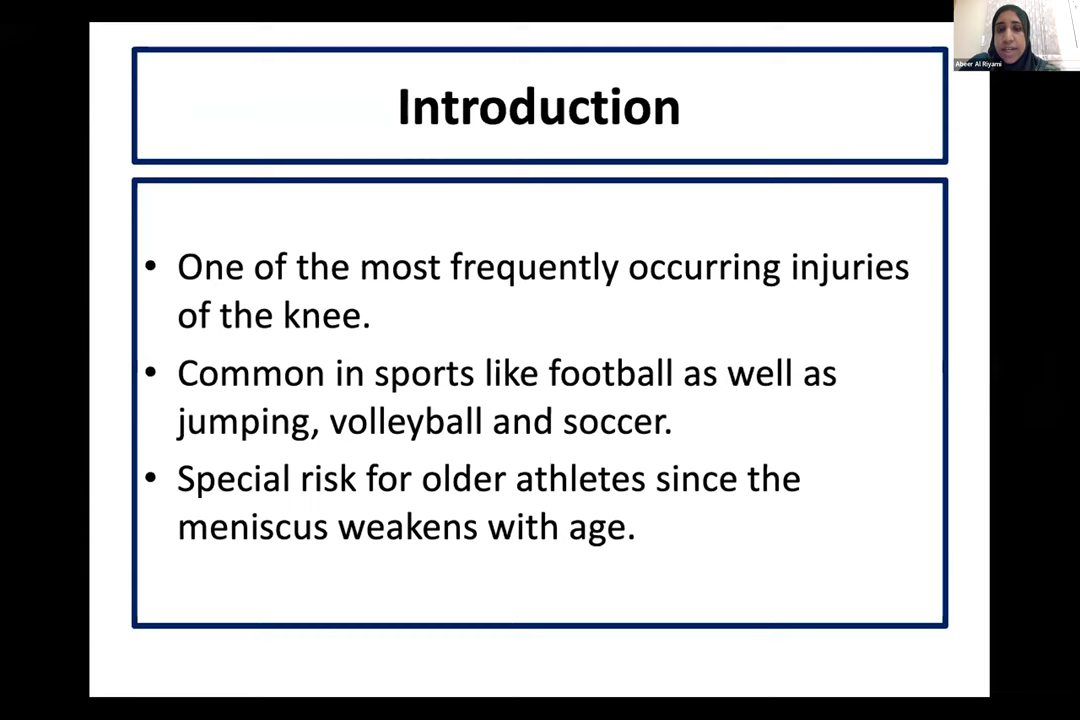 Abeer Al Riyami
Introduction
• One of the most frequently occurring injuries
of the knee.
• Common in sports like football as well as
jumping, volleyball and soccer.
• Special risk for older athletes since the
meniscus weakens with age.